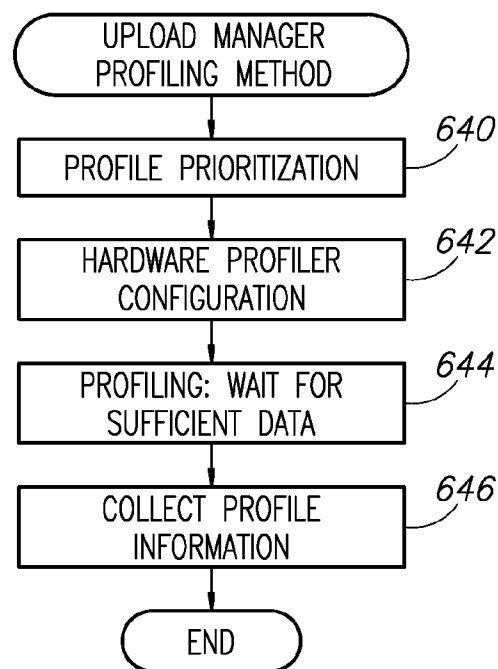 UPLOAD MANAGER
PROFILING METHOD
640
PROFILE PRIORITIZATION
642
HARDWARE PROFILER
CONFIGURATION
644
PROFILING: WAIT FOR
SUFFICIENT DATA
646
COLLECT PROFILE
INFORMATION
END